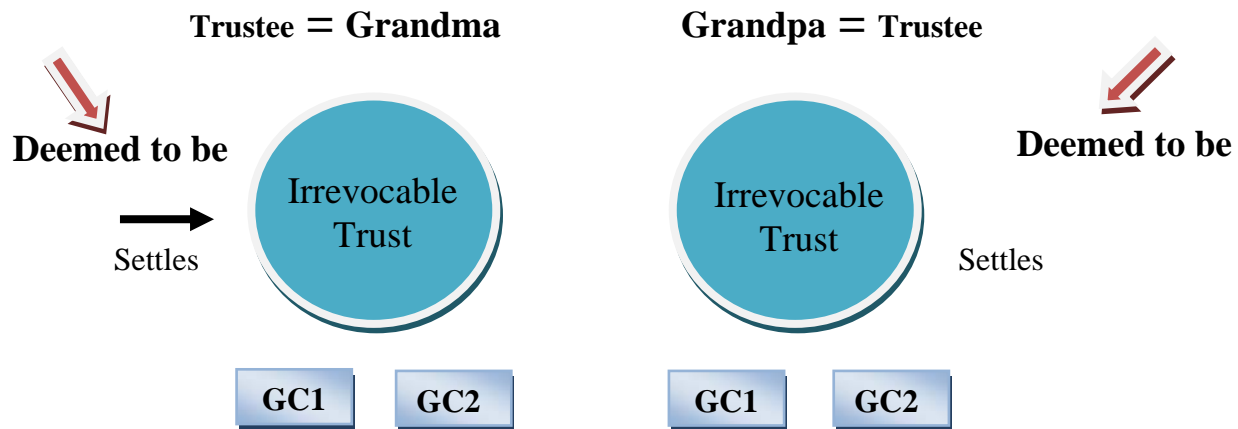 Trustee = Grandma
Grandpa = Trustee
Deemed to be
Deemed to be
Irrevocable
Trust
Irrevocable
Trust
Settles
Settles
GC1
GC2
GC1
GC2